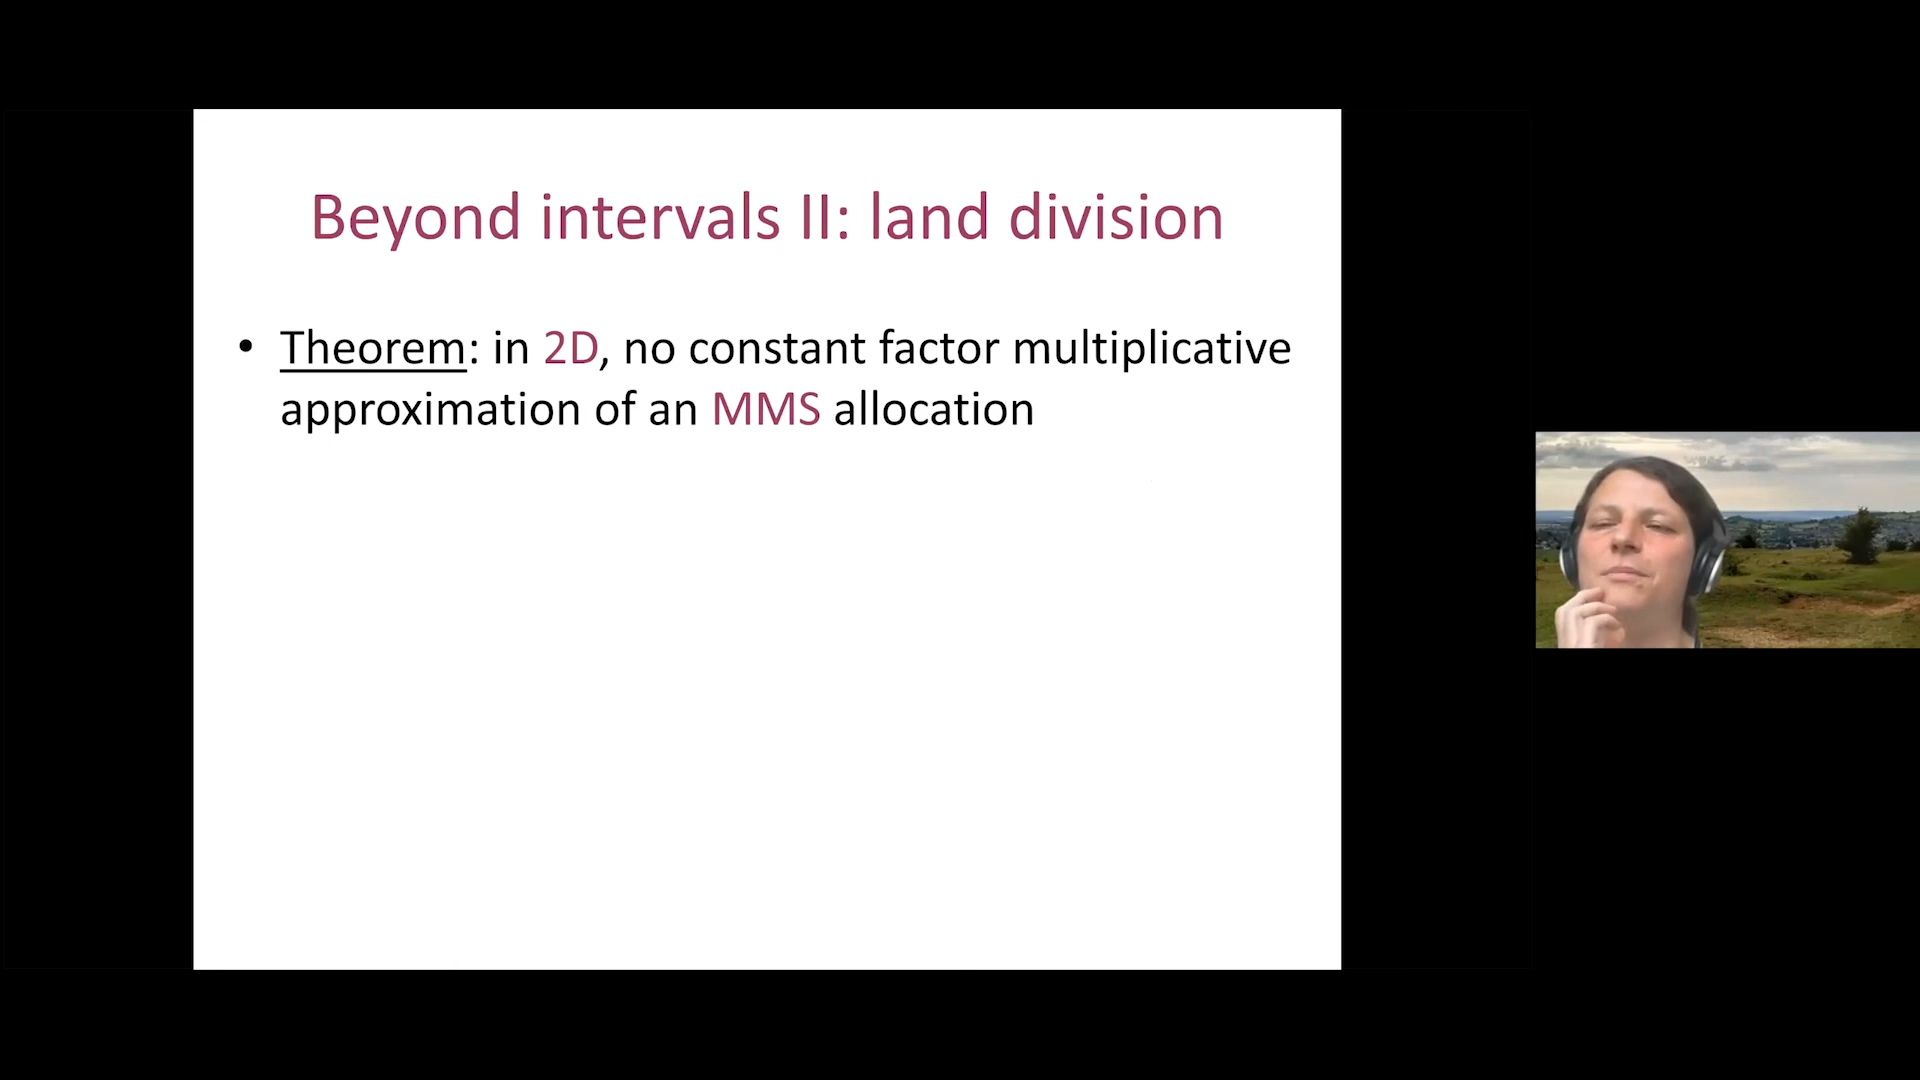 Beyond intervals II: land division
• Theorem: in 2D, no constant factor multiplicative
approximation of an MMS allocation